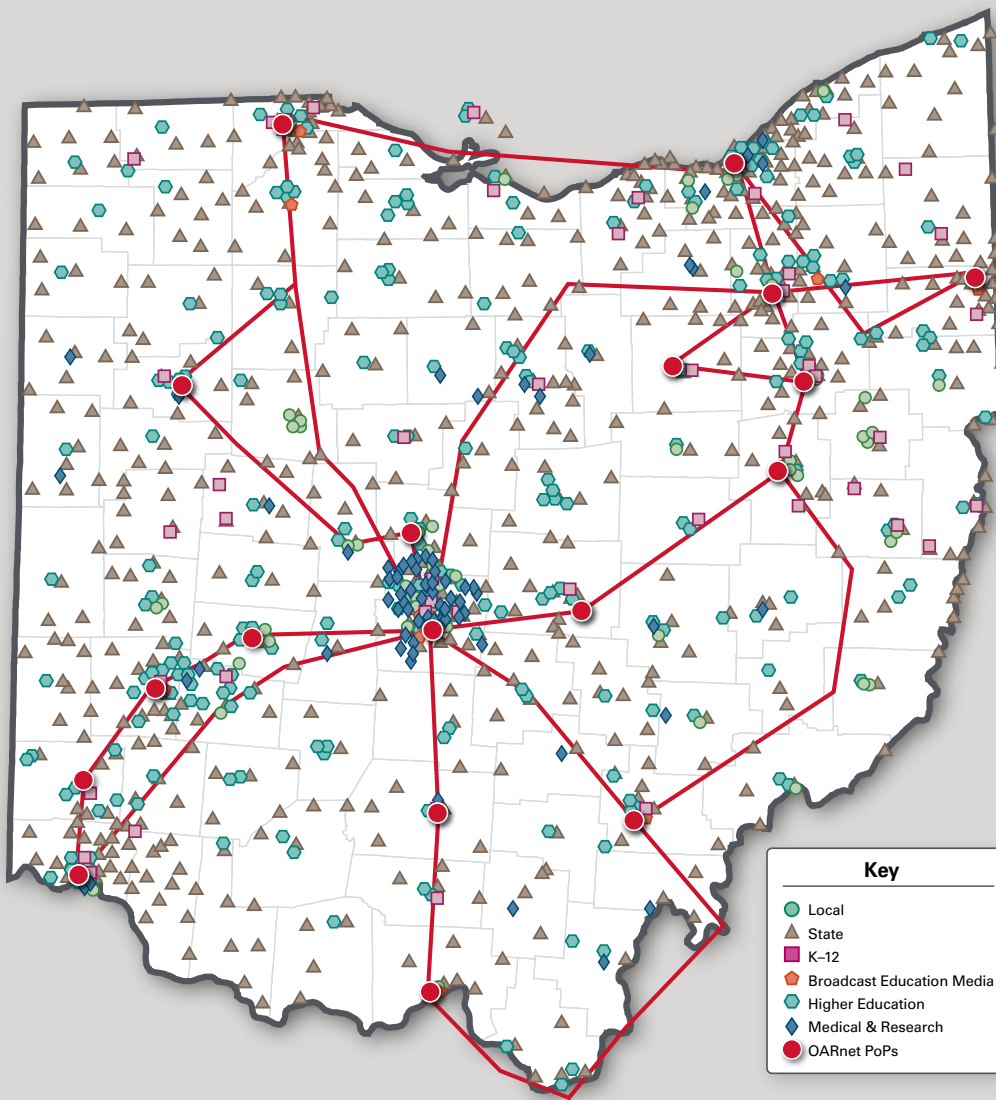 Key
Local
State
K–12
Broadcast Education Media
Higher Education
Medical & Research
OARnet PoPs